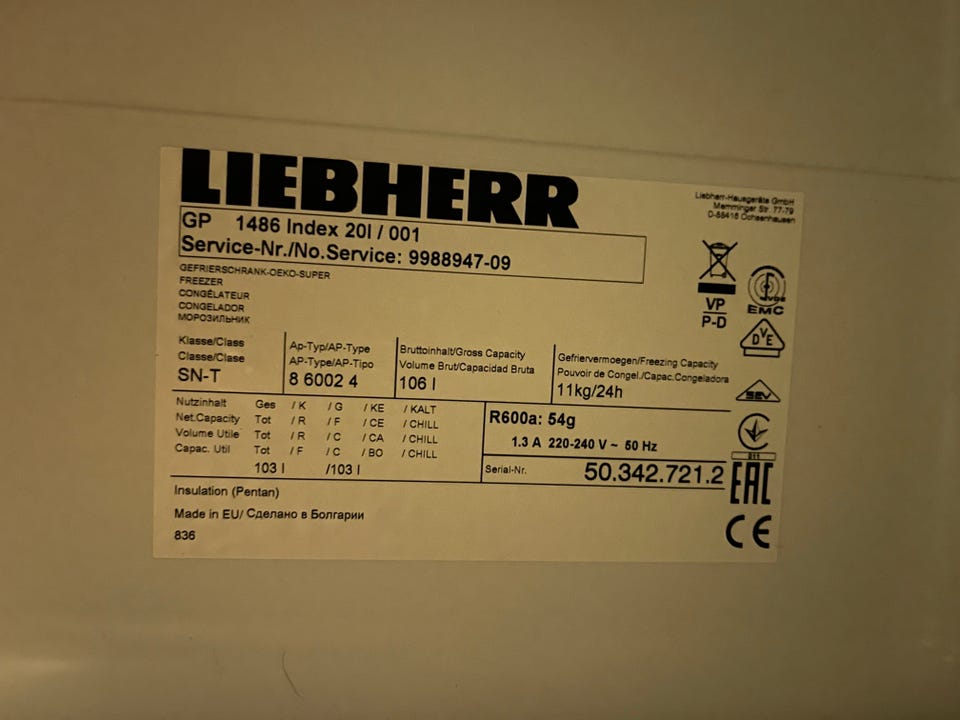 LIEBHERR
Liebherr-Hausgeräte GmbH
Memminger Str. 77-79
D-88416 Ochsenhausen
GP 1486 Index 20I / 001
Service-Nr./No.Service: 9988947-09
GEFRIERSCHRANK-OEKO-SUPER
FREEZER
CONGÉLATEUR
CONGELADOR
МОРОЗИЛЬНИК
VP
P-D
VDE
EMC
DVE
Klasse/Class
Classe/Clase
SN-T
Ap-Typ/AP-Type
AP-Type/AP-Tipo
8 6002 4
Bruttoinhalt/Gross Capacity
Volume Brut/Capacidad Bruta
106 l
Gefriervermoegen/Freezing Capacity
Pouvoir de Congel./Capac.Congeladora
11kg/24h
SEV
Nutzinhalt Ges / K / G / KE / KALT
Net.Capacity Tot / R / F / CE / CHILL
Volume Utile Tot / R / C / CA / CHILL
Capac. Util Tot / F / C / BO / CHILL
103 l /103 l
R600a: 54g
1.3 A 220-240 V ~ 50 Hz
Serial-Nr. 50.342.721.2
011
EAC
CE
Insulation (Pentan)
Made in EU/ Сделано в Болгарии
836